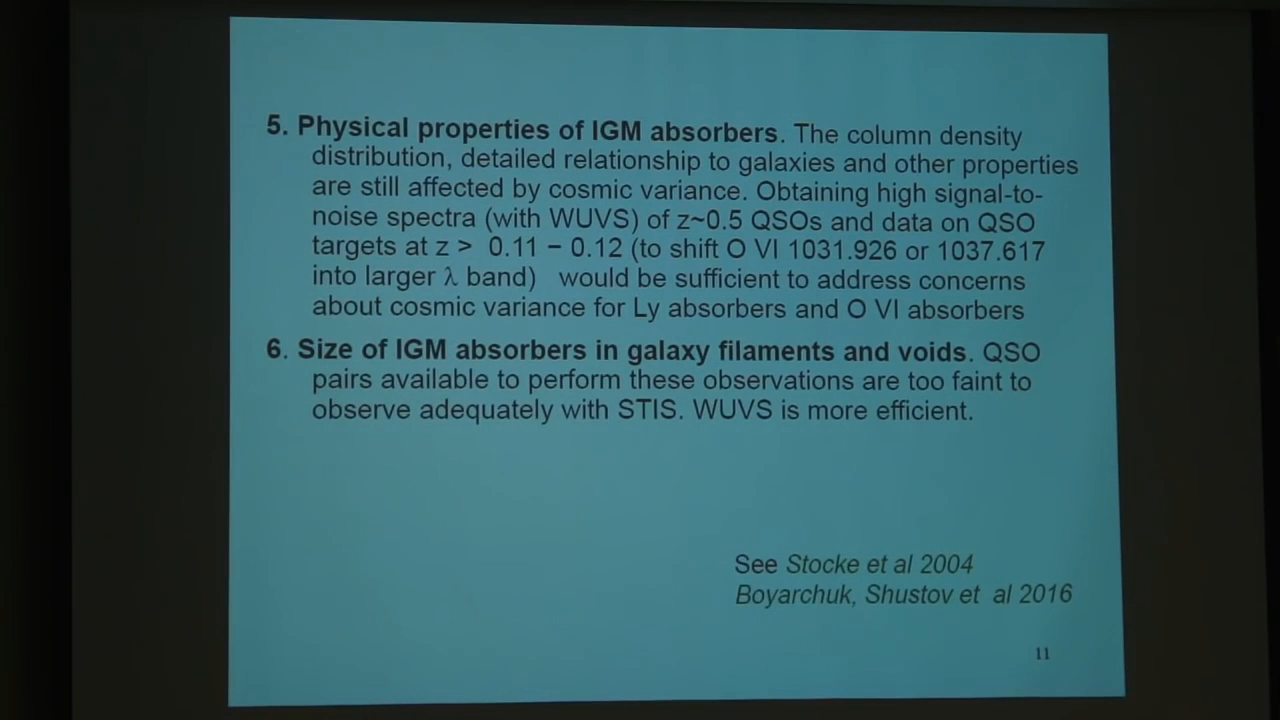 5. Physical properties of IGM absorbers. The column density
distribution, detailed relationship to galaxies and other properties
are still affected by cosmic variance. Obtaining high signal-to-
noise spectra (with WUVS) of z~0.5 QSOs and data on QSO
targets at z > 0.11 – 0.12 (to shift O VI 1031.926 or 1037.617
into larger λ band) would be sufficient to address concerns
about cosmic variance for Ly absorbers and O VI absorbers
6. Size of IGM absorbers in galaxy filaments and voids. QSO
pairs available to perform these observations are too faint to
observe adequately with STIS. WUVS is more efficient.
See Stocke et al 2004
Boyarchuk, Shustov et al 2016
11